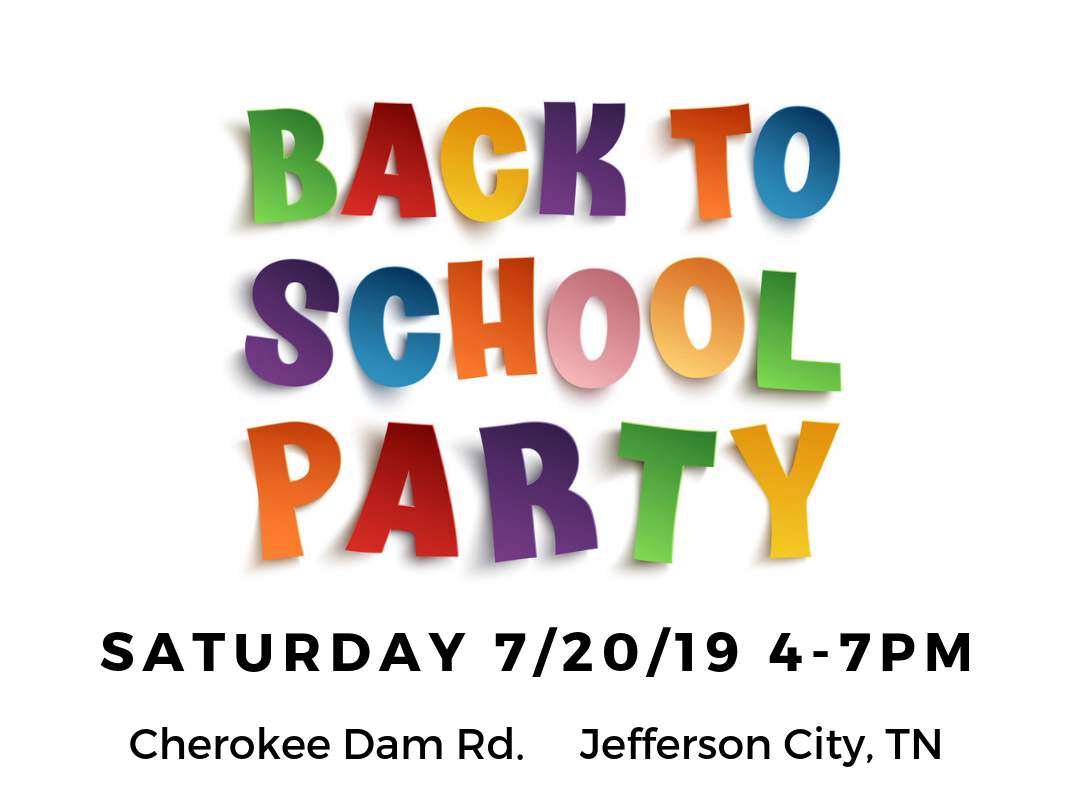 BACK TO
SCHOOL
PARTY
SATURDAY 7/20/19 4-7PM
Cherokee Dam Rd. Jefferson City, TN